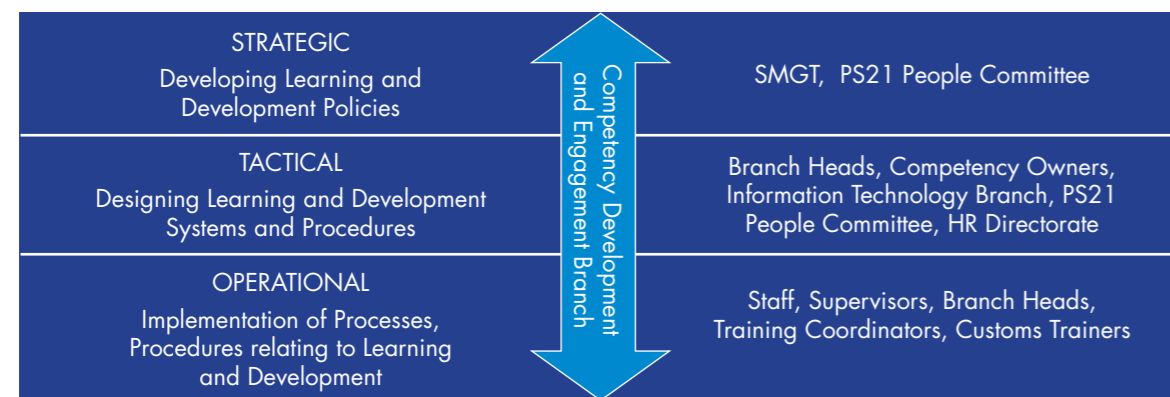 STRATEGIC
Developing Learning and
Development Policies
SMGT, PS21 People Committee
TACTICAL
Designing Learning and Development
Systems and Procedures
Branch Heads, Competency Owners,
Information Technology Branch, PS21
People Committee, HR Directorate
OPERATIONAL
Implementation of Processes,
Procedures relating to Learning
and Development
Staff, Supervisors, Branch Heads,
Training Coordinators, Customs Trainers
Competency Development
and Engagement Branch